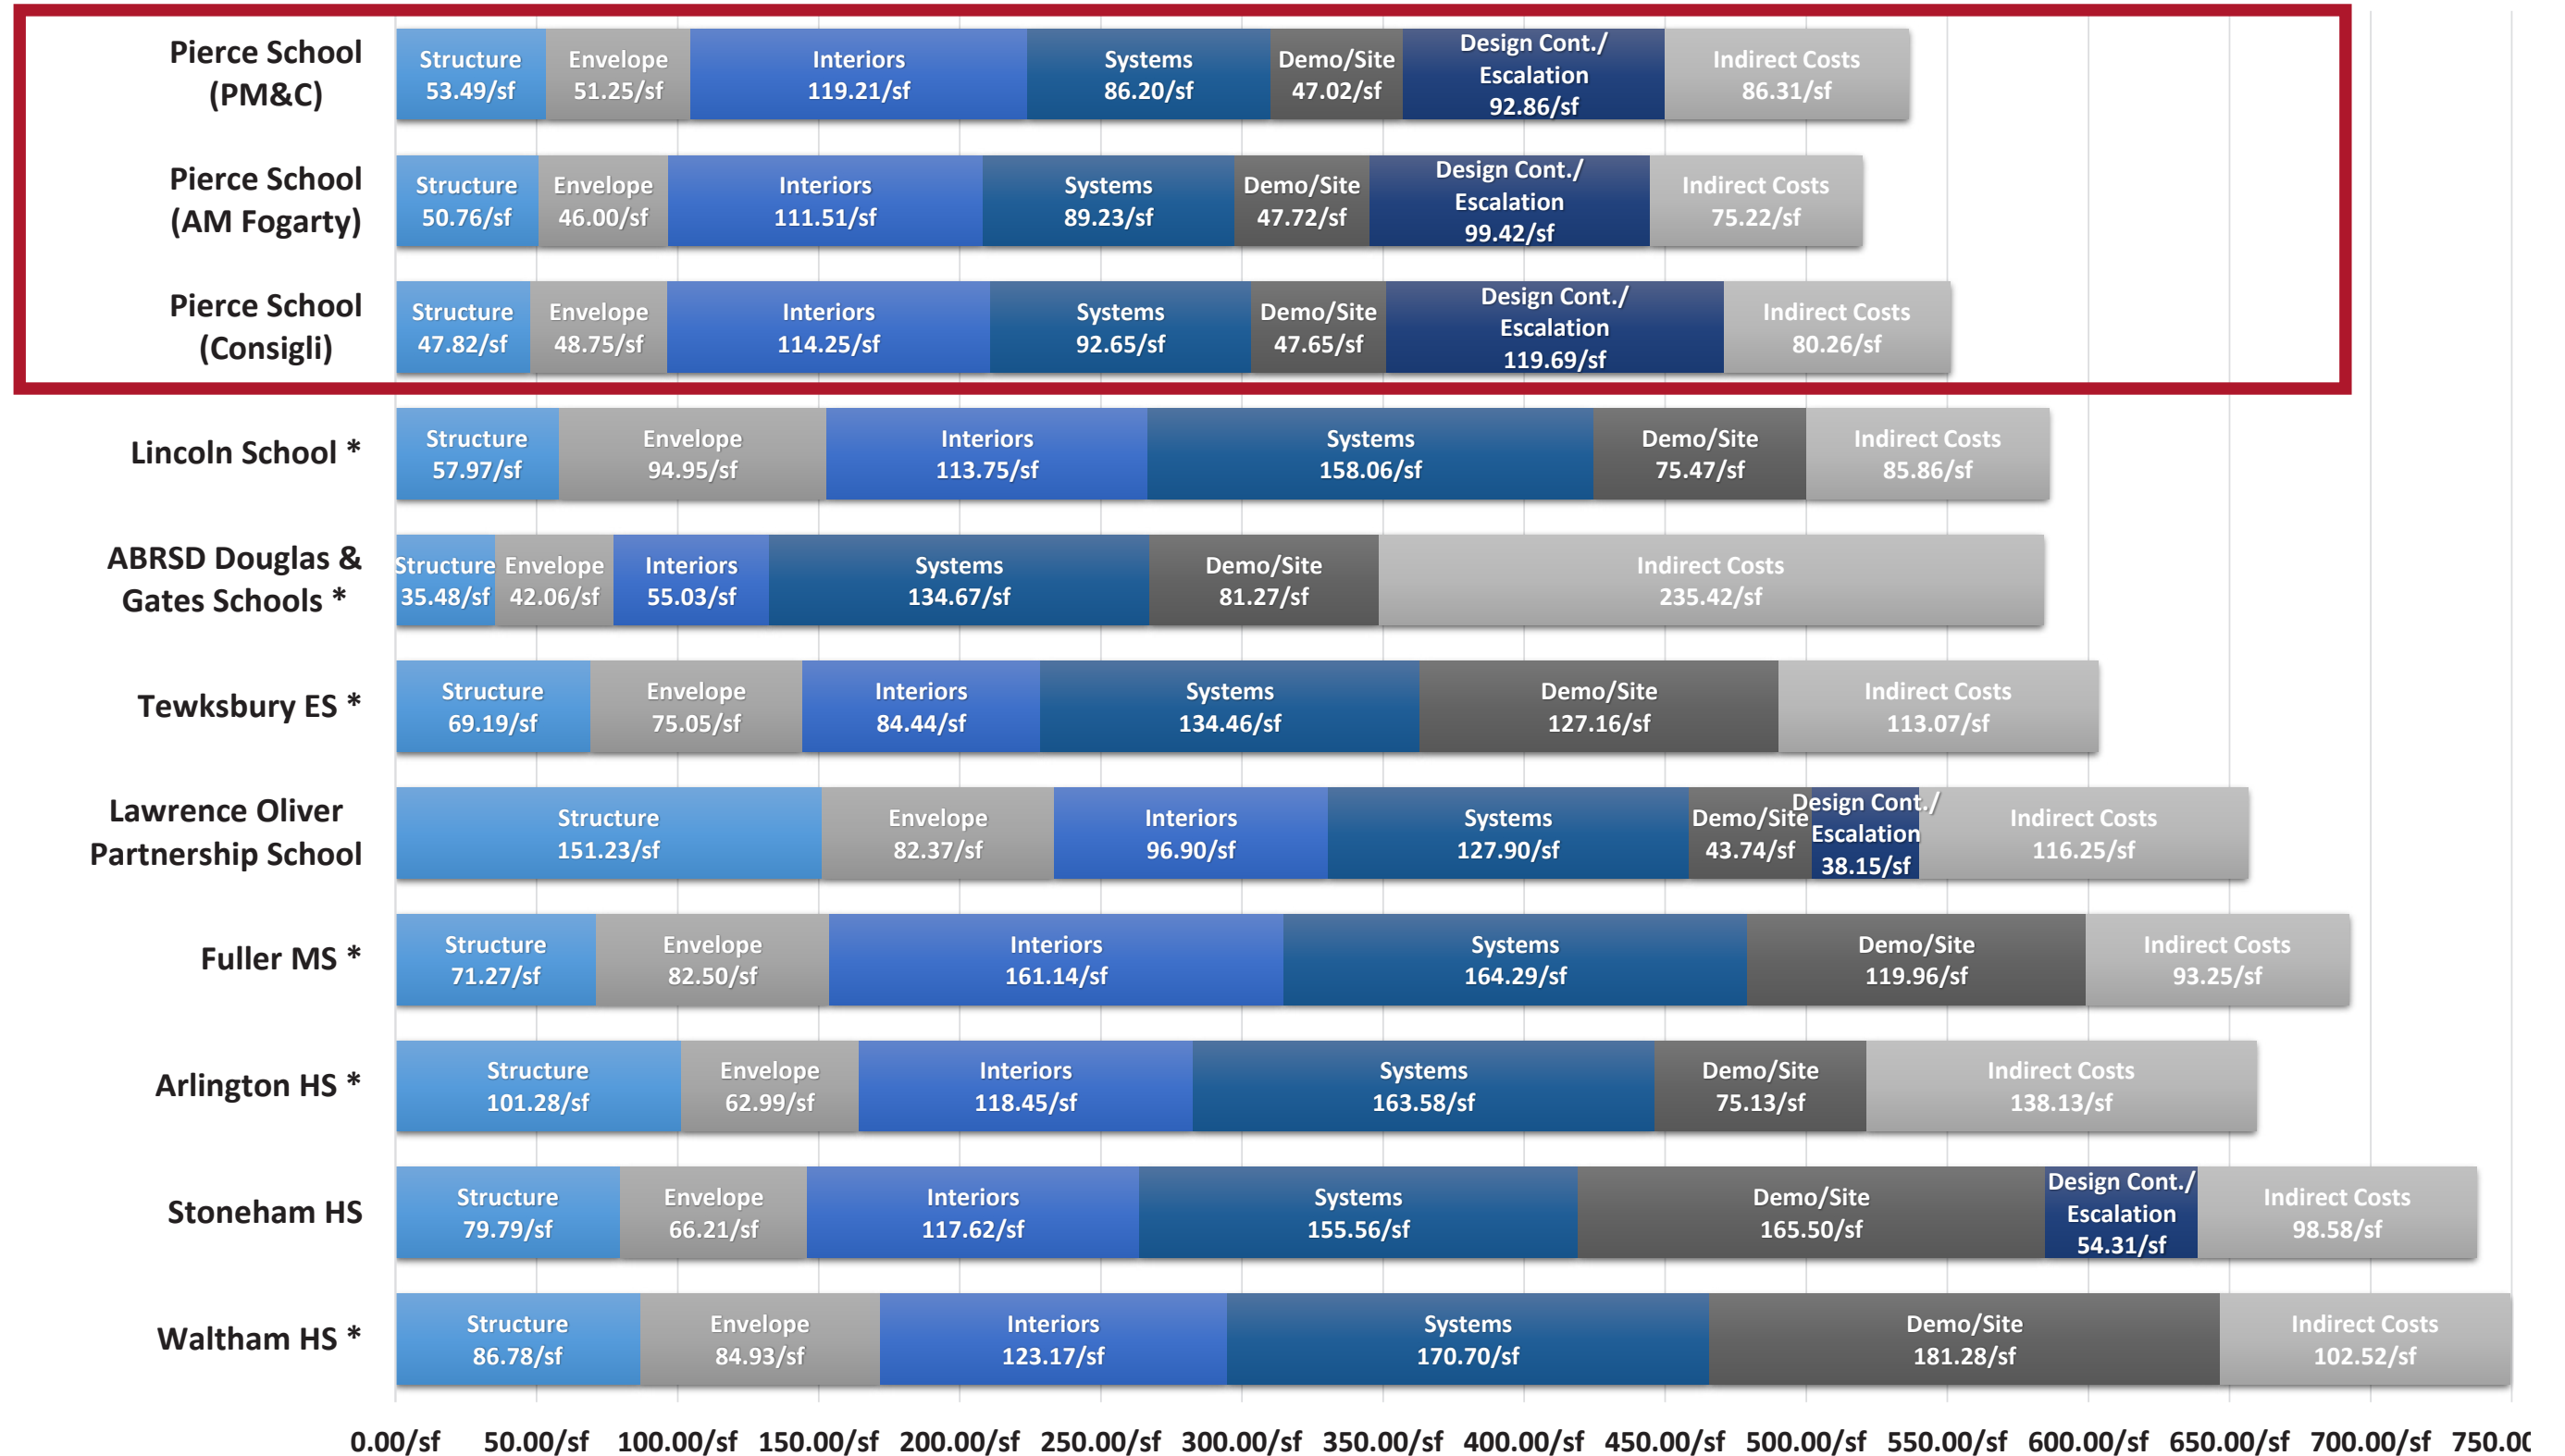 Pierce School
(PM&C)
Structure
53.49/sf
Envelope
51.25/sf
Interiors
119.21/sf
Systems
86.20/sf
Demo/Site
47.02/sf
Design Cont./
Escalation
92.86/sf
Indirect Costs
86.31/sf
Pierce School
(AM Fogarty)
Structure
50.76/sf
Envelope
46.00/sf
Interiors
111.51/sf
Systems
89.23/sf
Demo/Site
47.72/sf
Design Cont./
Escalation
99.42/sf
Indirect Costs
75.22/sf
Pierce School
(Consigli)
Structure
47.82/sf
Envelope
48.75/sf
Interiors
114.25/sf
Systems
92.65/sf
Demo/Site
47.65/sf
Design Cont./
Escalation
119.69/sf
Indirect Costs
80.26/sf
Lincoln School *
Structure
57.97/sf
Envelope
94.95/sf
Interiors
113.75/sf
Systems
158.06/sf
Demo/Site
75.47/sf
Indirect Costs
85.86/sf
ABRSD Douglas &
Gates Schools *
Structure
35.48/sf
Envelope
42.06/sf
Interiors
55.03/sf
Systems
134.67/sf
Demo/Site
81.27/sf
Indirect Costs
235.42/sf
Tewksbury ES *
Structure
69.19/sf
Envelope
75.05/sf
Interiors
84.44/sf
Systems
134.46/sf
Demo/Site
127.16/sf
Indirect Costs
113.07/sf
Lawrence Oliver
Partnership School
Structure
151.23/sf
Envelope
82.37/sf
Interiors
96.90/sf
Systems
127.90/sf
Demo/Site
43.74/sf
Design Cont./
Escalation
38.15/sf
Indirect Costs
116.25/sf
Fuller MS *
Structure
71.27/sf
Envelope
82.50/sf
Interiors
161.14/sf
Systems
164.29/sf
Demo/Site
119.96/sf
Indirect Costs
93.25/sf
Arlington HS *
Structure
101.28/sf
Envelope
62.99/sf
Interiors
118.45/sf
Systems
163.58/sf
Demo/Site
75.13/sf
Indirect Costs
138.13/sf
Stoneham HS
Structure
79.79/sf
Envelope
66.21/sf
Interiors
117.62/sf
Systems
155.56/sf
Demo/Site
165.50/sf
Design Cont./
Escalation
54.31/sf
Indirect Costs
98.58/sf
Waltham HS *
Structure
86.78/sf
Envelope
84.93/sf
Interiors
123.17/sf
Systems
170.70/sf
Demo/Site
181.28/sf
Indirect Costs
102.52/sf
0.00/sf 50.00/sf 100.00/sf 150.00/sf 200.00/sf 250.00/sf 300.00/sf 350.00/sf 400.00/sf 450.00/sf 500.00/sf 550.00/sf 600.00/sf 650.00/sf 700.00/sf